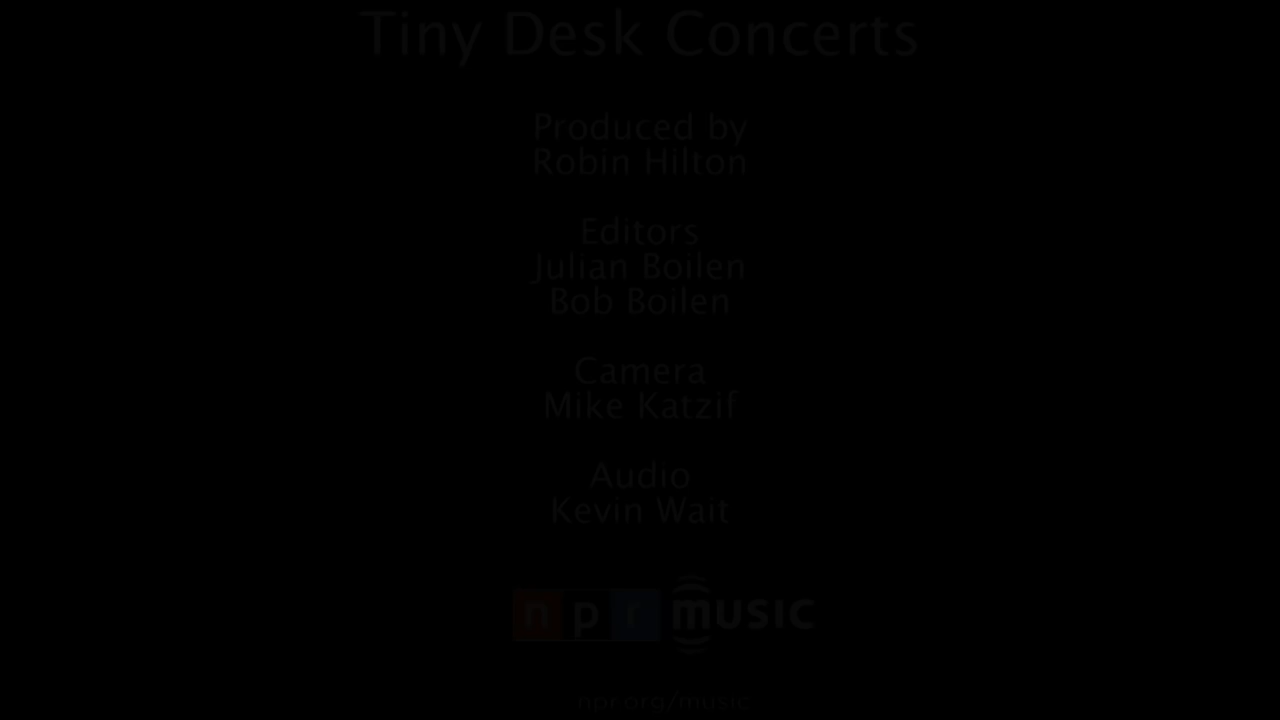 Tiny Desk Concerts
Produced by
Robin Hilton
Editors
Julian Boilen
Bob Boilen
Camera
Mike Katzif
Audio
Kevin Wait
npr music
npr.org/music